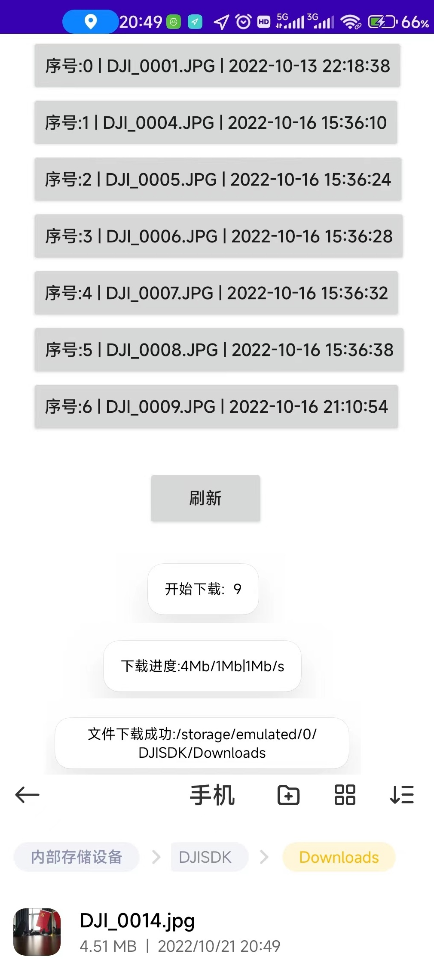 20:49 HD 5G 3G 66%
序号:0 | DJI_0001.JPG | 2022-10-13 22:18:38
序号:1 | DJI_0004.JPG | 2022-10-16 15:36:10
序号:2 | DJI_0005.JPG | 2022-10-16 15:36:24
序号:3 | DJI_0006.JPG | 2022-10-16 15:36:28
序号:4 | DJI_0007.JPG | 2022-10-16 15:36:32
序号:5 | DJI_0008.JPG | 2022-10-16 15:36:38
序号:6 | DJI_0009.JPG | 2022-10-16 21:10:54
刷新
开始下载: 9
下载进度:4Mb/1Mb|1Mb/s
文件下载成功:/storage/emulated/0/
DJISDK/Downloads
手机
内部存储设备 DJISDK Downloads
DJI_0014.jpg
4.51 MB | 2022/10/21 20:49